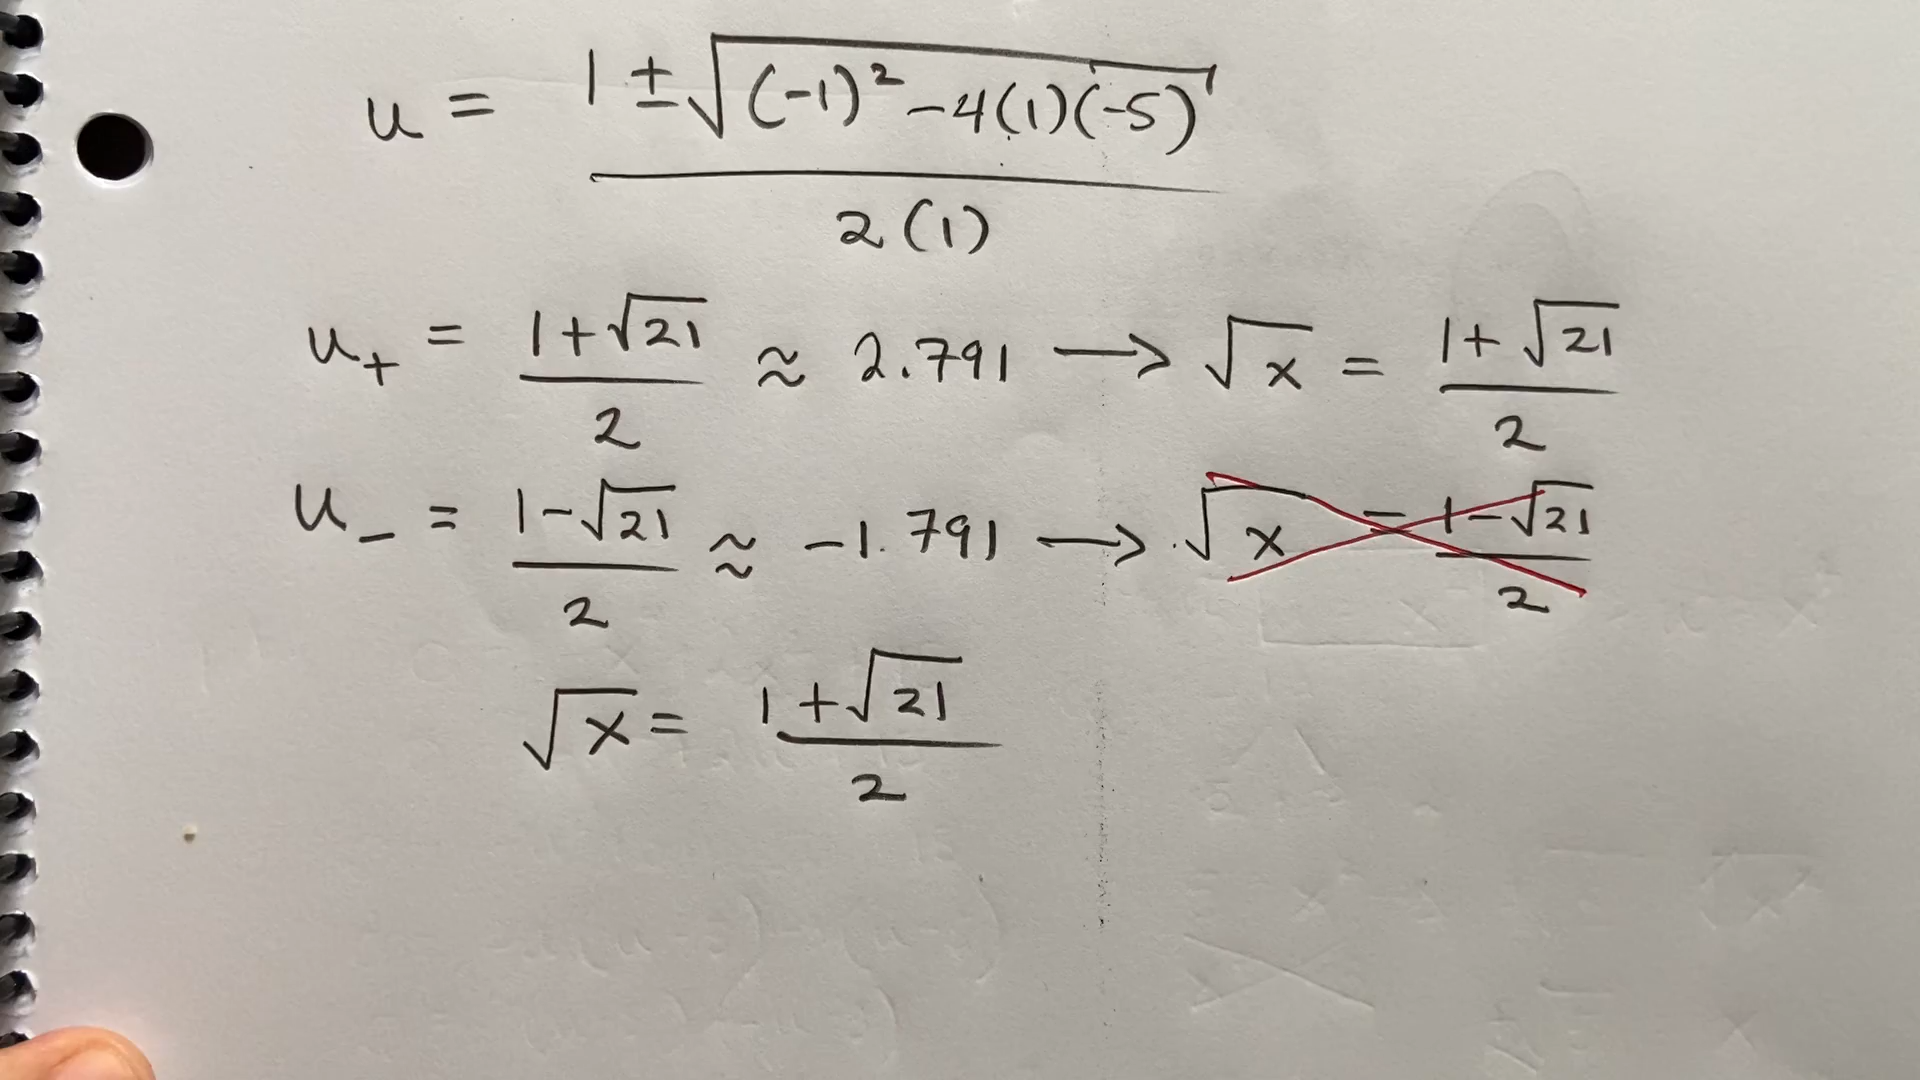 u = (1 ± √((-1)² - 4(1)(-5))) / 2(1)
u₊ = (1 + √21) / 2 ≈ 2.791 → √x = (1 + √21) / 2
u₋ = (1 - √21) / 2 ≈ -1.791 → √x = (1 - √21) / 2
√x = (1 + √21) / 2